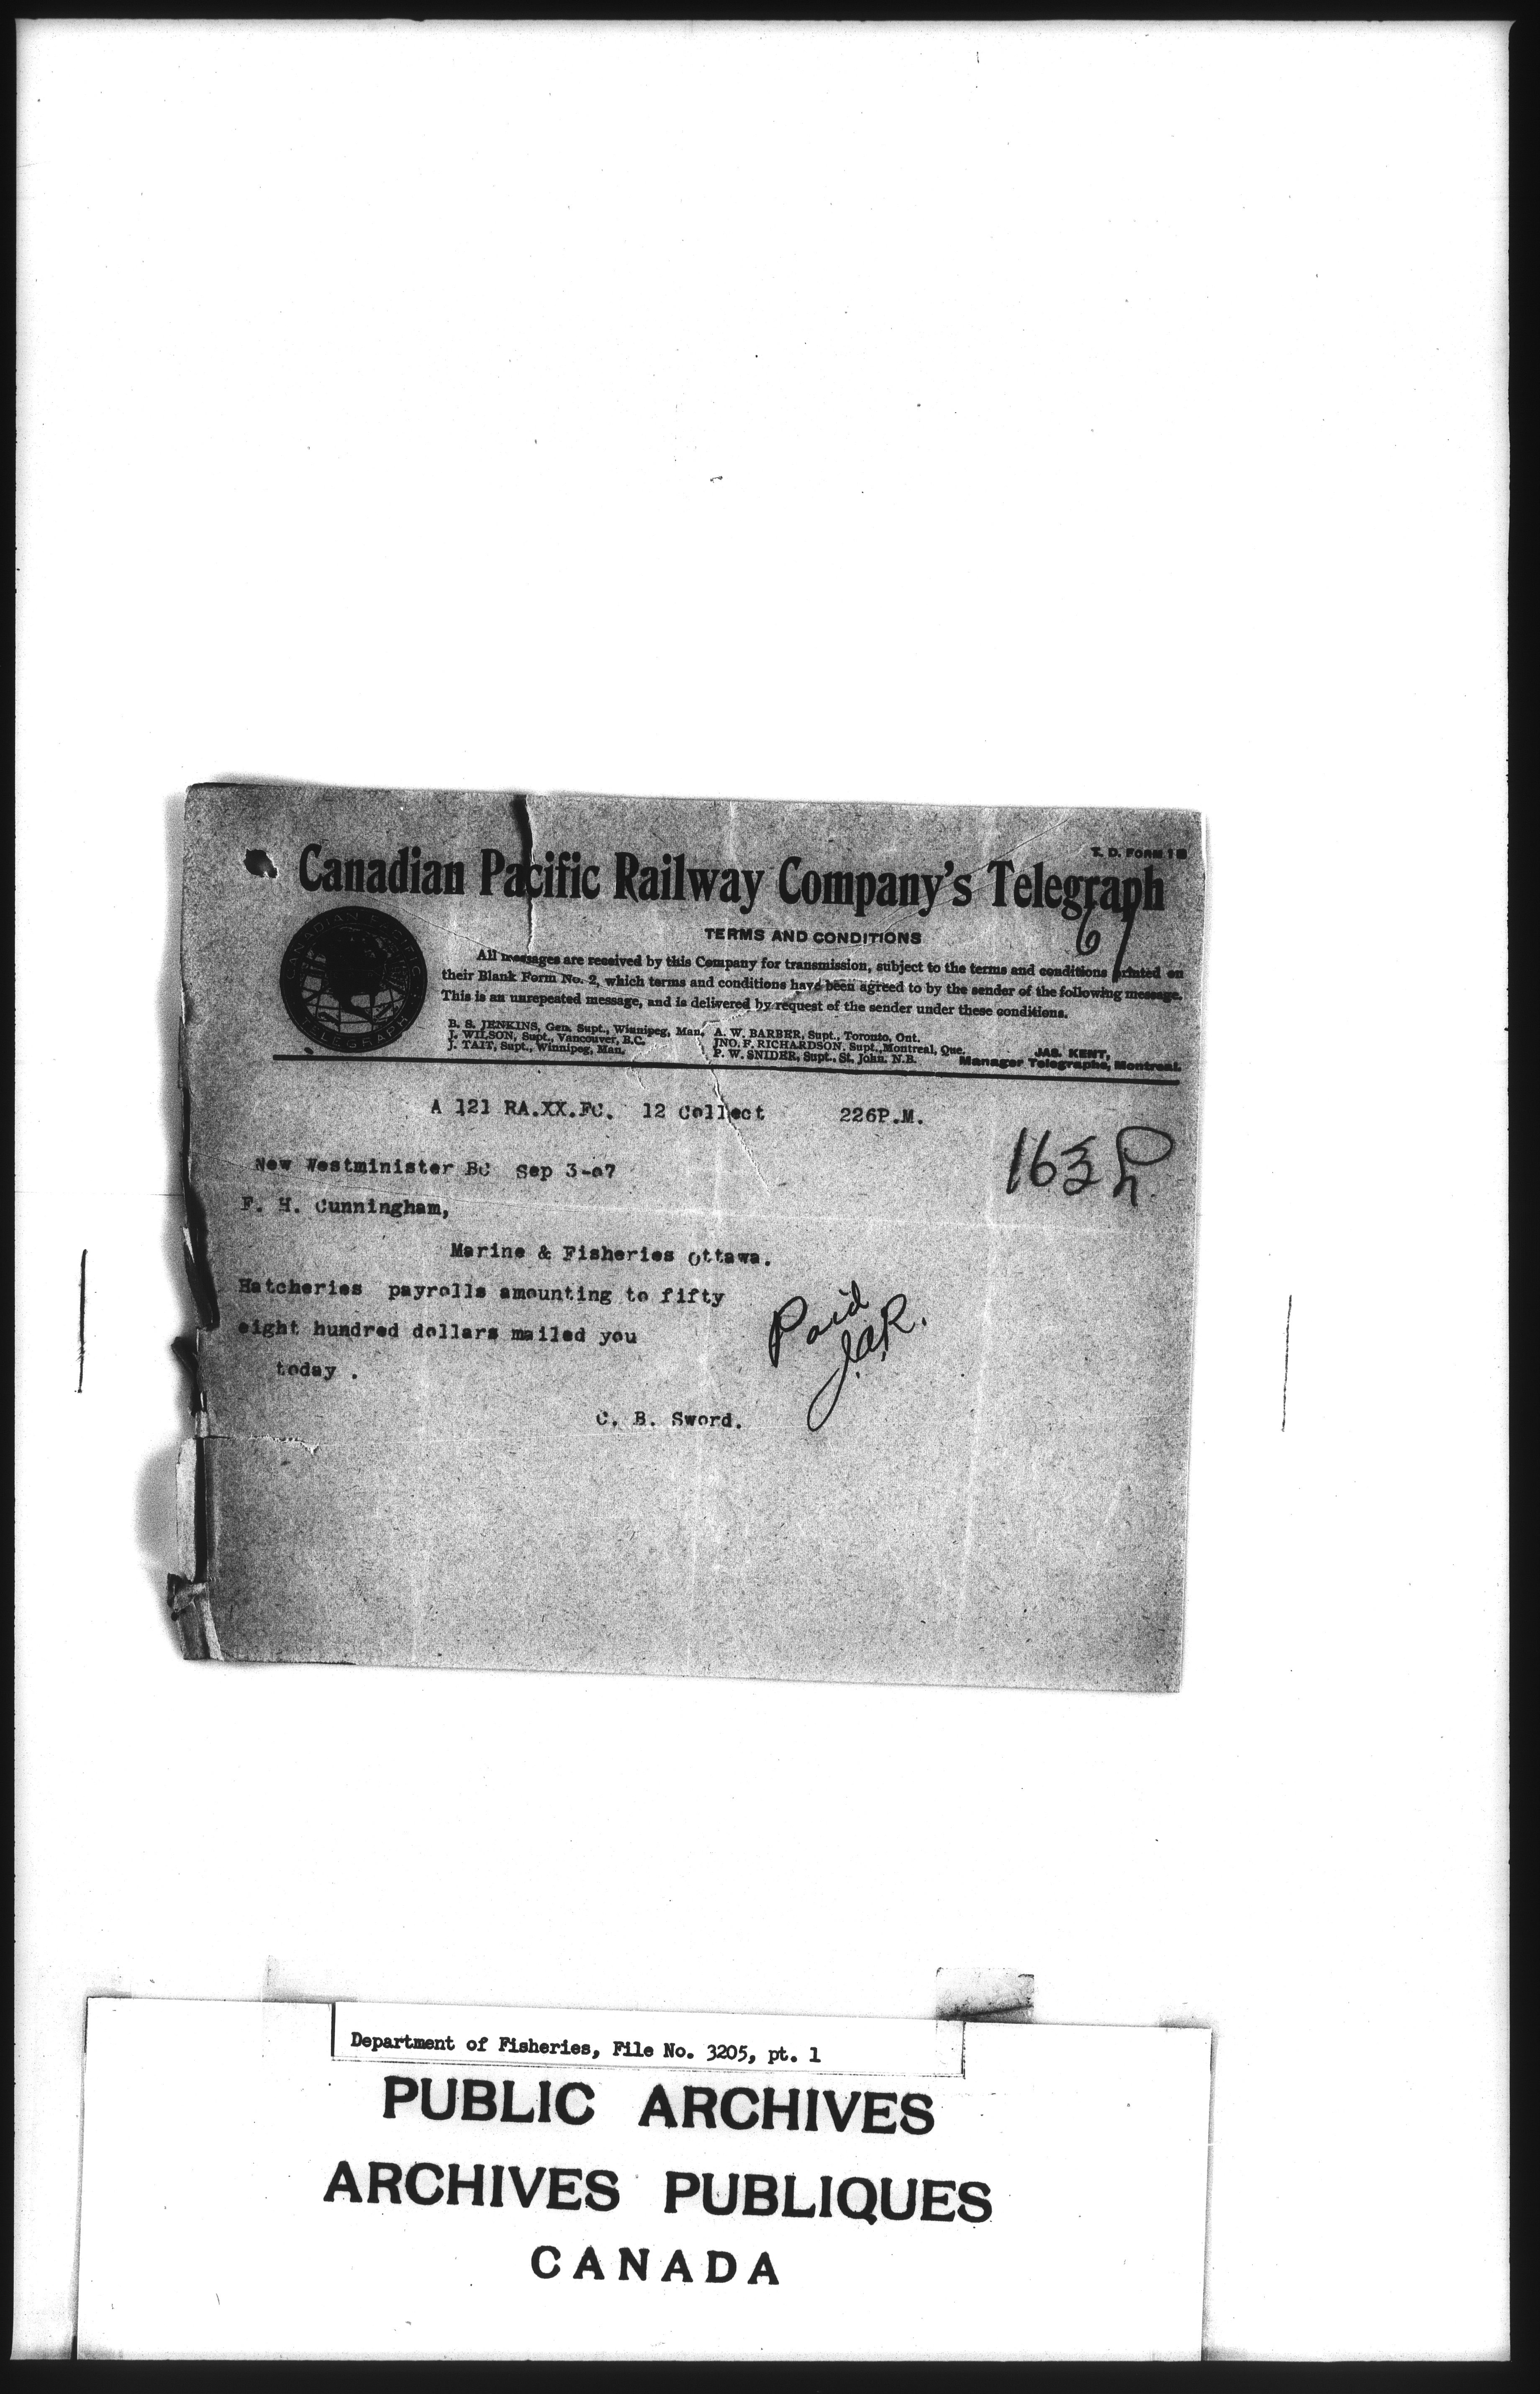 T. D. FORM 1 B
Canadian Pacific Railway Company's Telegraph
TERMS AND CONDITIONS
67
All messages are received by this Company for transmission, subject to the terms and conditions printed on
their Blank Form No. 2, which terms and conditions have been agreed to by the sender of the following message.
This is an unrepeated message, and is delivered by request of the sender under these conditions.
CANADIAN PACIFIC
TELEGRAPH
B. S. JENKINS, Gen. Supt., Winnipeg, Man.
J. WILSON, Supt., Vancouver, B.C.
J. TAIT, Supt., Winnipeg, Man.
A. W. BARBER, Supt., Toronto, Ont.
JNO. F. RICHARDSON, Supt., Montreal, Que.
P. W. SNIDER, Supt., St. John, N.B.
JAS. KENT,
Manager Telegraphs, Montreal.
A 121 RA.XX.FC. 12 Collect 226P.M.
163
New Westminister BC Sep 3-07
F. H. Cunningham,
Marine & Fisheries Ottawa.
Hatcheries payrolls amounting to fifty
eight hundred dollars mailed you
today .
Paid
J.A.R.
C. B. Sword.
Department of Fisheries, File No. 3205, pt. 1
PUBLIC ARCHIVES
ARCHIVES PUBLIQUES
CANADA